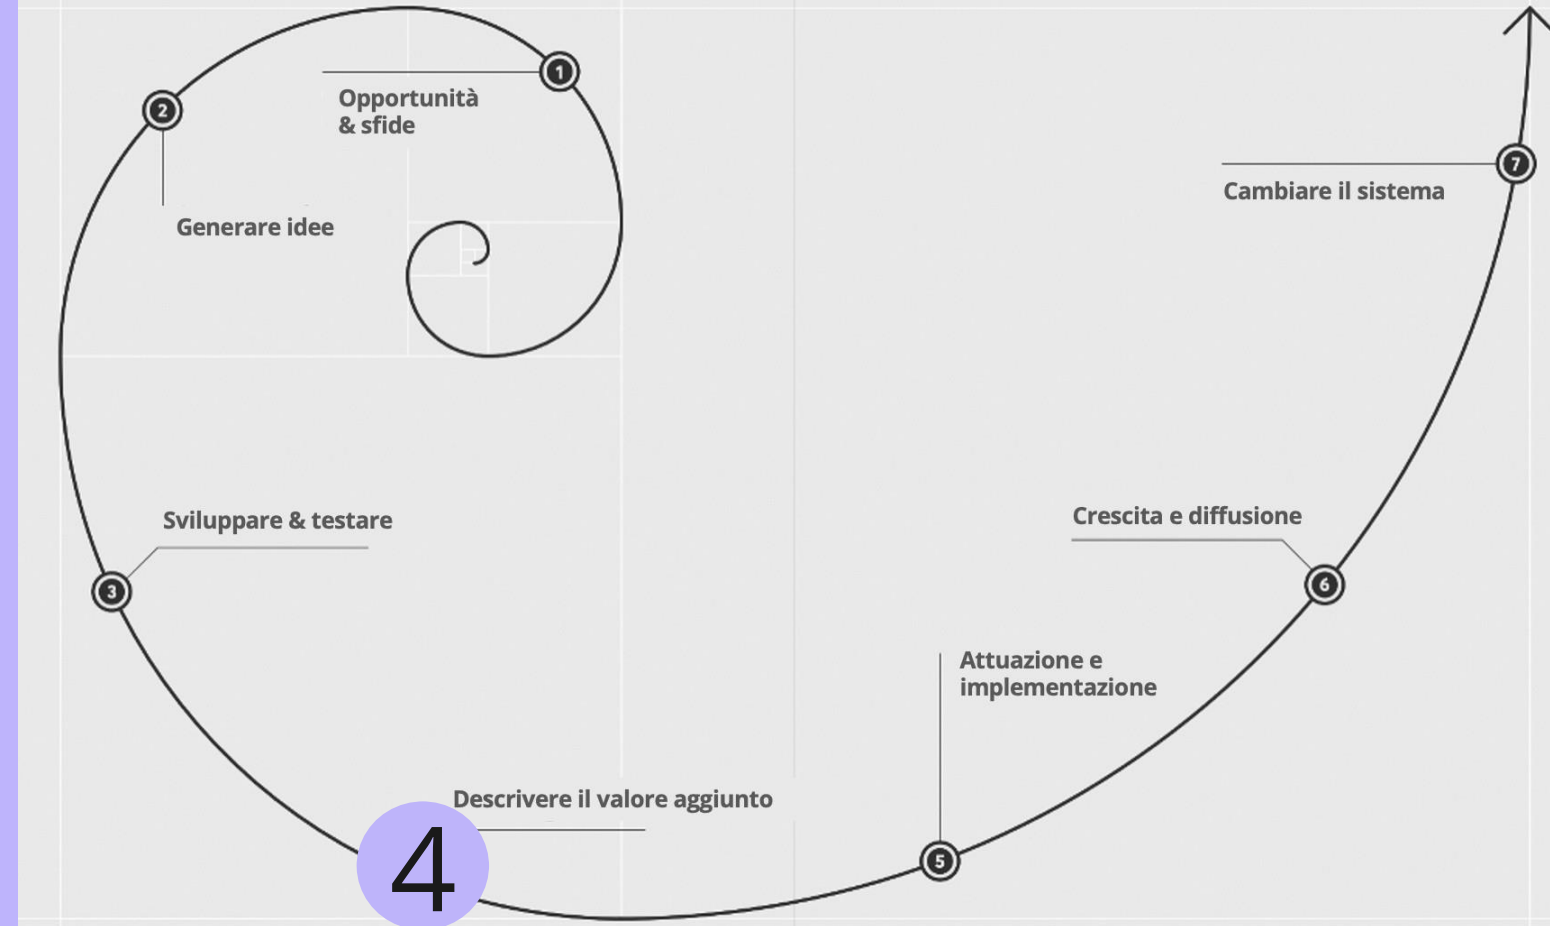 1
Opportunità
& sfide
2
Generare idee
3
Sviluppare & testare
4
Descrivere il valore aggiunto
5
Attuazione e
implementazione
6
Crescita e diffusione
7
Cambiare il sistema